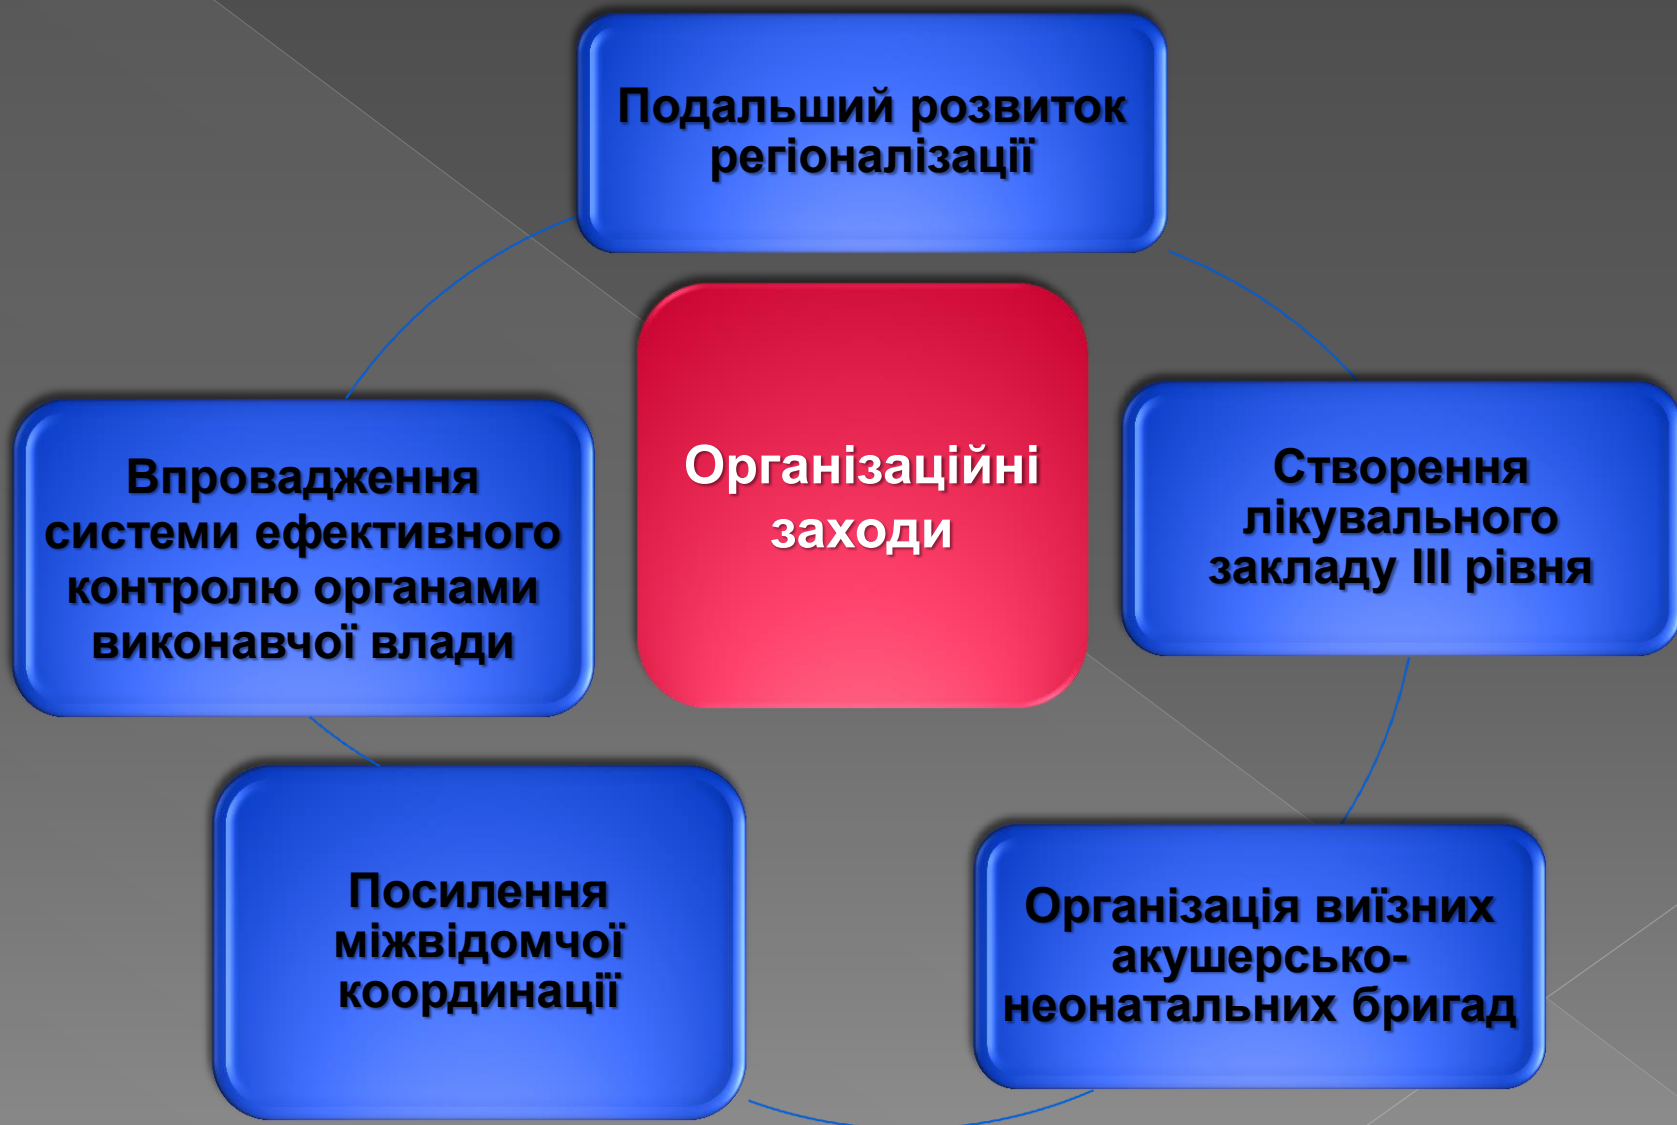 Подальший розвиток
регіоналізації
Організаційні
заходи
Створення
лікувального
закладу III рівня
Організація виїзних
акушерсько-
неонатальних бригад
Посилення
міжвідомчої
координації
Впровадження
системи ефективного
контролю органами
виконавчої влади